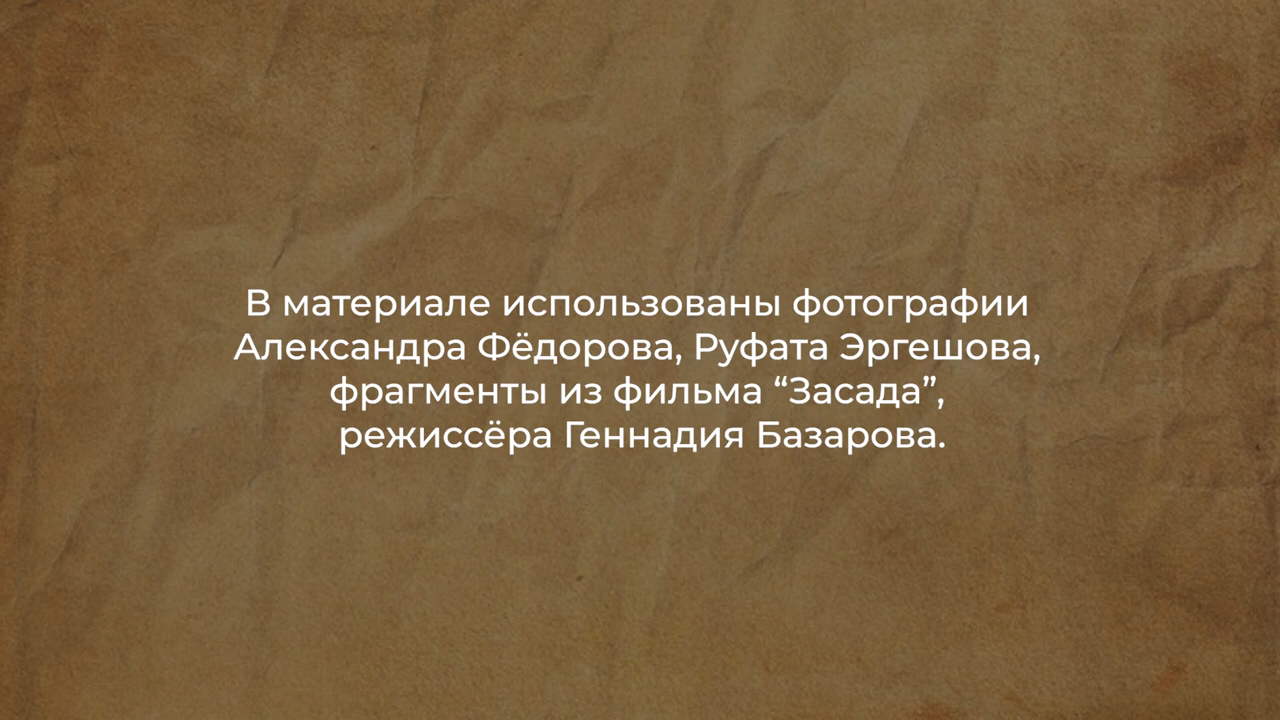 В материале использованы фотографии
Александра Фёдорова, Руфата Эргешова,
фрагменты из фильма “Засада”,
режиссёра Геннадия Базарова.